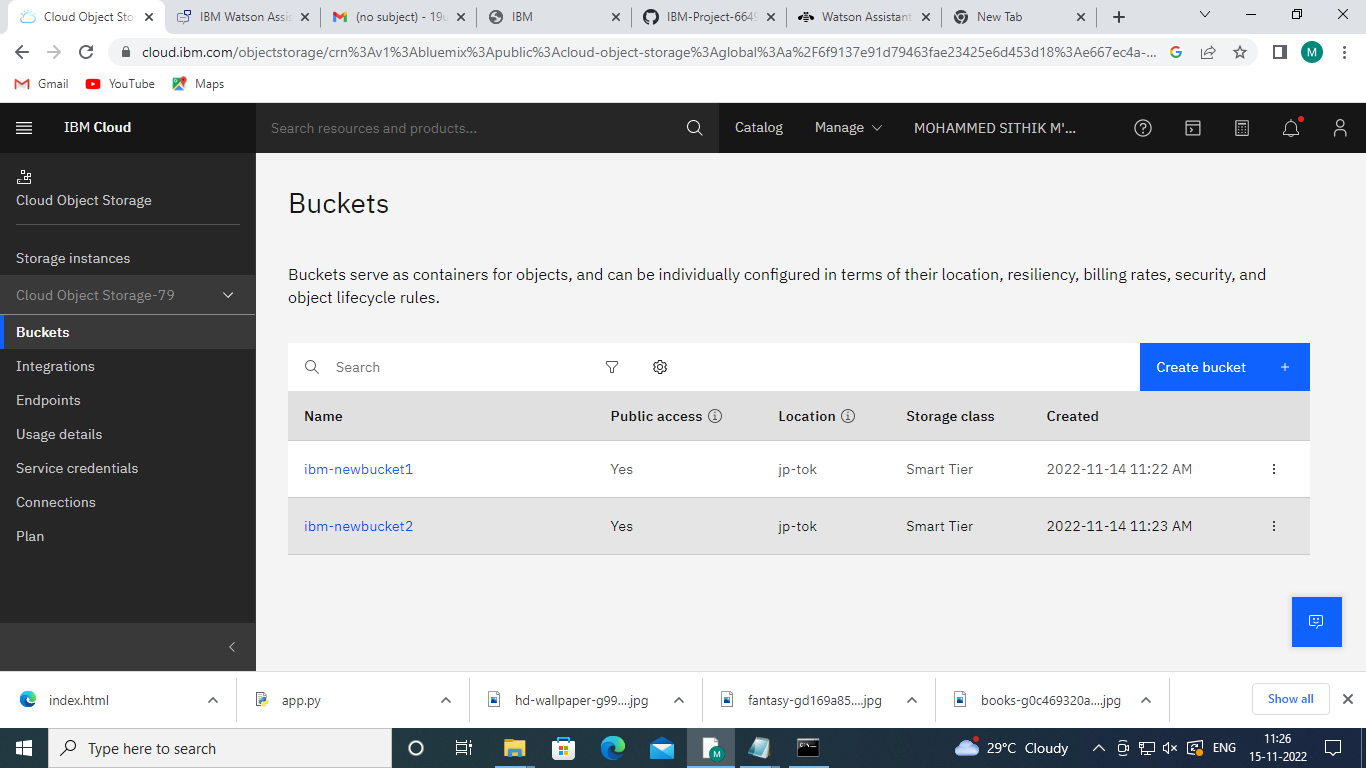 Cloud Object Stor
IBM Watson Assis
(no subject) - 19u
IBM
IBM-Project-6649
Watson Assistant
New Tab
cloud.ibm.com/objectstorage/crn%3Av1%3Abluemix%3Apublic%3Acloud-object-storage%3Aglobal%3Aa%2F6f9137e91d79463fae23425e6d453d18%3Ae667ec4a-...
M
Gmail
YouTube
Maps
IBM Cloud
Search resources and products...
Catalog
Manage
MOHAMMED SITHIK M'...
Cloud Object Storage
Storage instances
Cloud Object Storage-79
Buckets
Integrations
Endpoints
Usage details
Service credentials
Connections
Plan
Buckets
Buckets serve as containers for objects, and can be individually configured in terms of their location, resiliency, billing rates, security, and
object lifecycle rules.
Search
Create bucket +
Name Public access Location Storage class Created
ibm-newbucket1 Yes jp-tok Smart Tier 2022-11-14 11:22 AM
ibm-newbucket2 Yes jp-tok Smart Tier 2022-11-14 11:23 AM
index.html
app.py
hd-wallpaper-g99....jpg
fantasy-gd169a85....jpg
books-g0c469320a....jpg
Show all
Type here to search
M
29°C Cloudy
ENG
11:26
15-11-2022